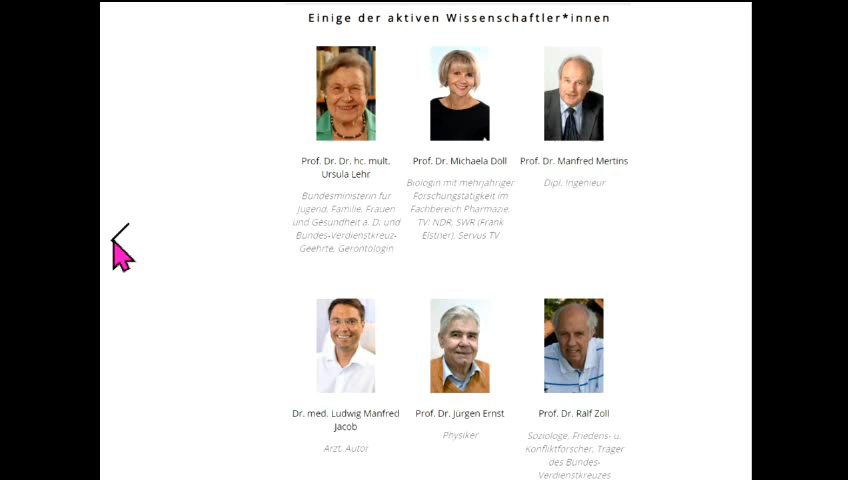 Einige der aktiven Wissenschaftler*innen
Prof. Dr. Dr. hc. mult.
Ursula Lehr
Bundesministerin für
Jugend, Familie, Frauen
und Gesundheit a. D. und
Bundes-Verdienstkreuz-
Geehrte, Gerontologin
Prof. Dr. Michaela Döll
Biologin mit mehrjähriger
Forschungstätigkeit im
Fachbereich Pharmazie.
TV: NDR, SWR (Frank
Elstner), Servus TV
Prof. Dr. Manfred Mertins
Dipl. Ingenieur
Dr. med. Ludwig Manfred
Jacob
Arzt, Autor
Prof. Dr. Jürgen Ernst
Physiker
Prof. Dr. Ralf Zoll
Soziologe, Friedens- u.
Konfliktforscher, Träger
des Bundes-
Verdienstkreuzes